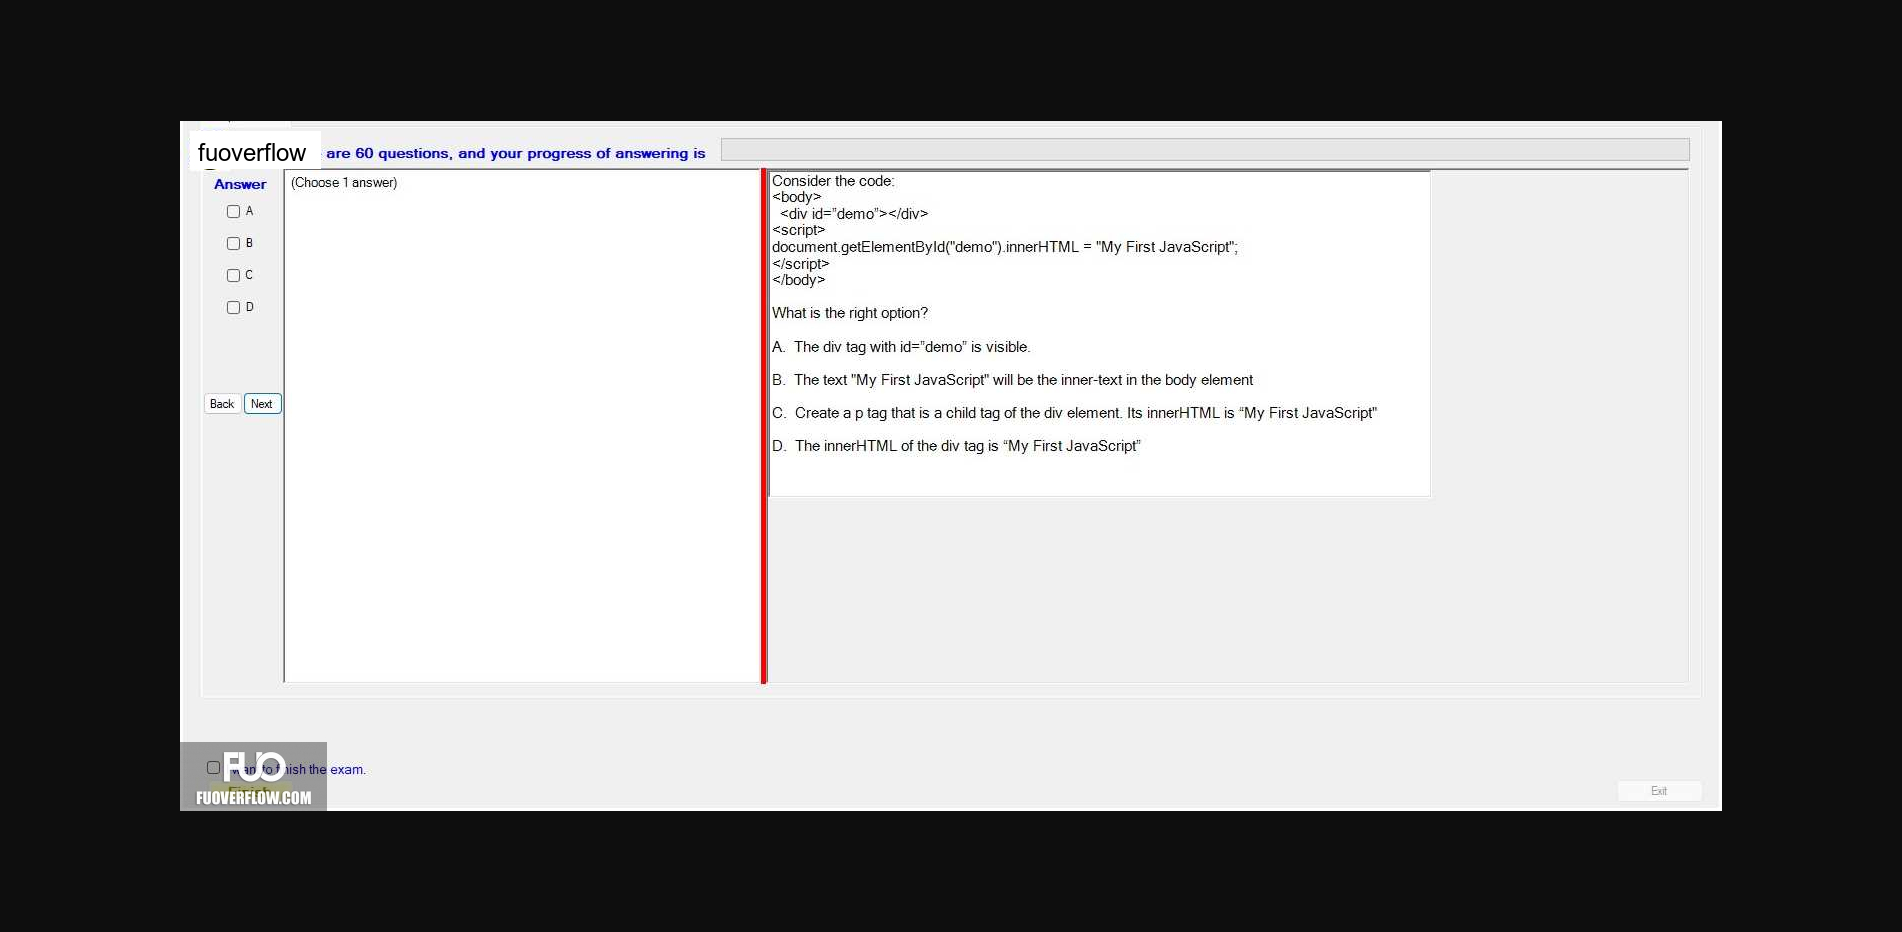 fuoverflow are 60 questions, and your progress of answering is
Answer
(Choose 1 answer)
A
B
C
D
Back Next
Consider the code:
<body>
<div id=”demo”></div>
<script>
document.getElementById("demo").innerHTML = "My First JavaScript";
</script>
</body>
What is the right option?
A. The div tag with id=”demo” is visible.
B. The text "My First JavaScript" will be the inner-text in the body element
C. Create a p tag that is a child tag of the div element. Its innerHTML is “My First JavaScript"
D. The innerHTML of the div tag is “My First JavaScript”
FUO
want to finish the exam.
Finish
FUOVERFLOW.COM
Exit